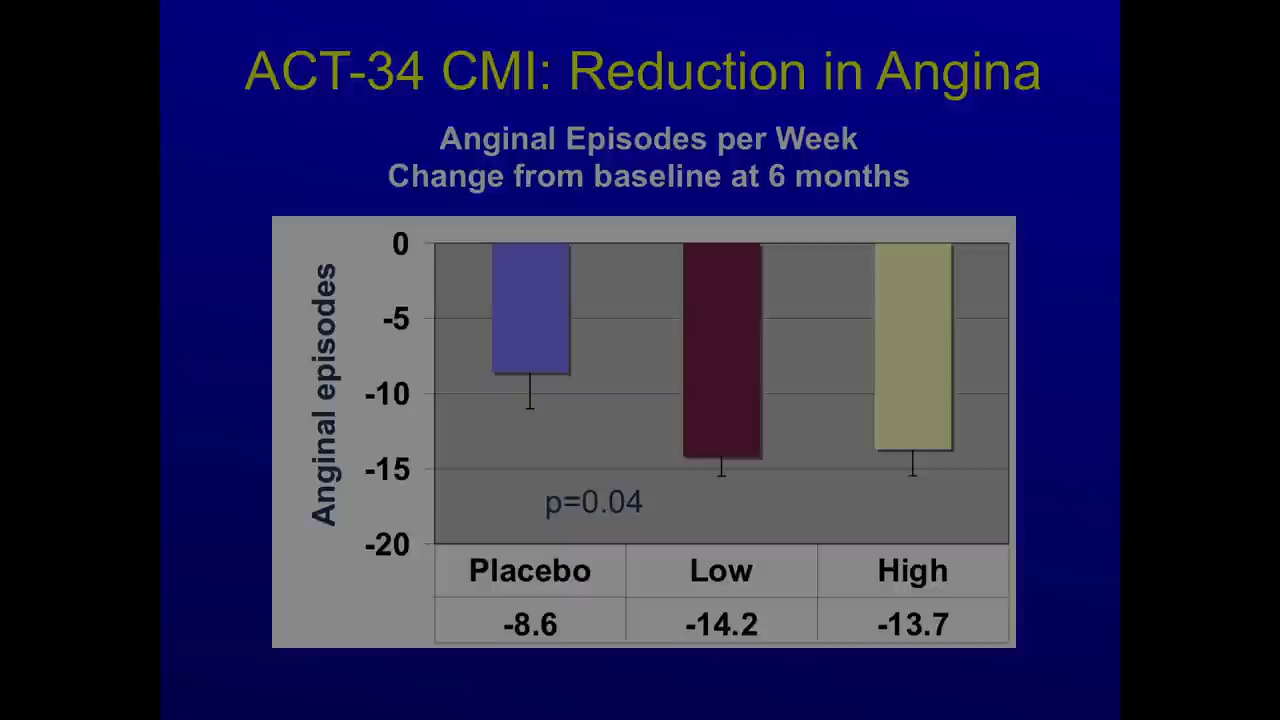 ACT-34 CMI: Reduction in Angina
Anginal Episodes per Week
Change from baseline at 6 months
Anginal episodes
0
-5
-10
-15
-20
p=0.04
Placebo Low High
-8.6 -14.2 -13.7